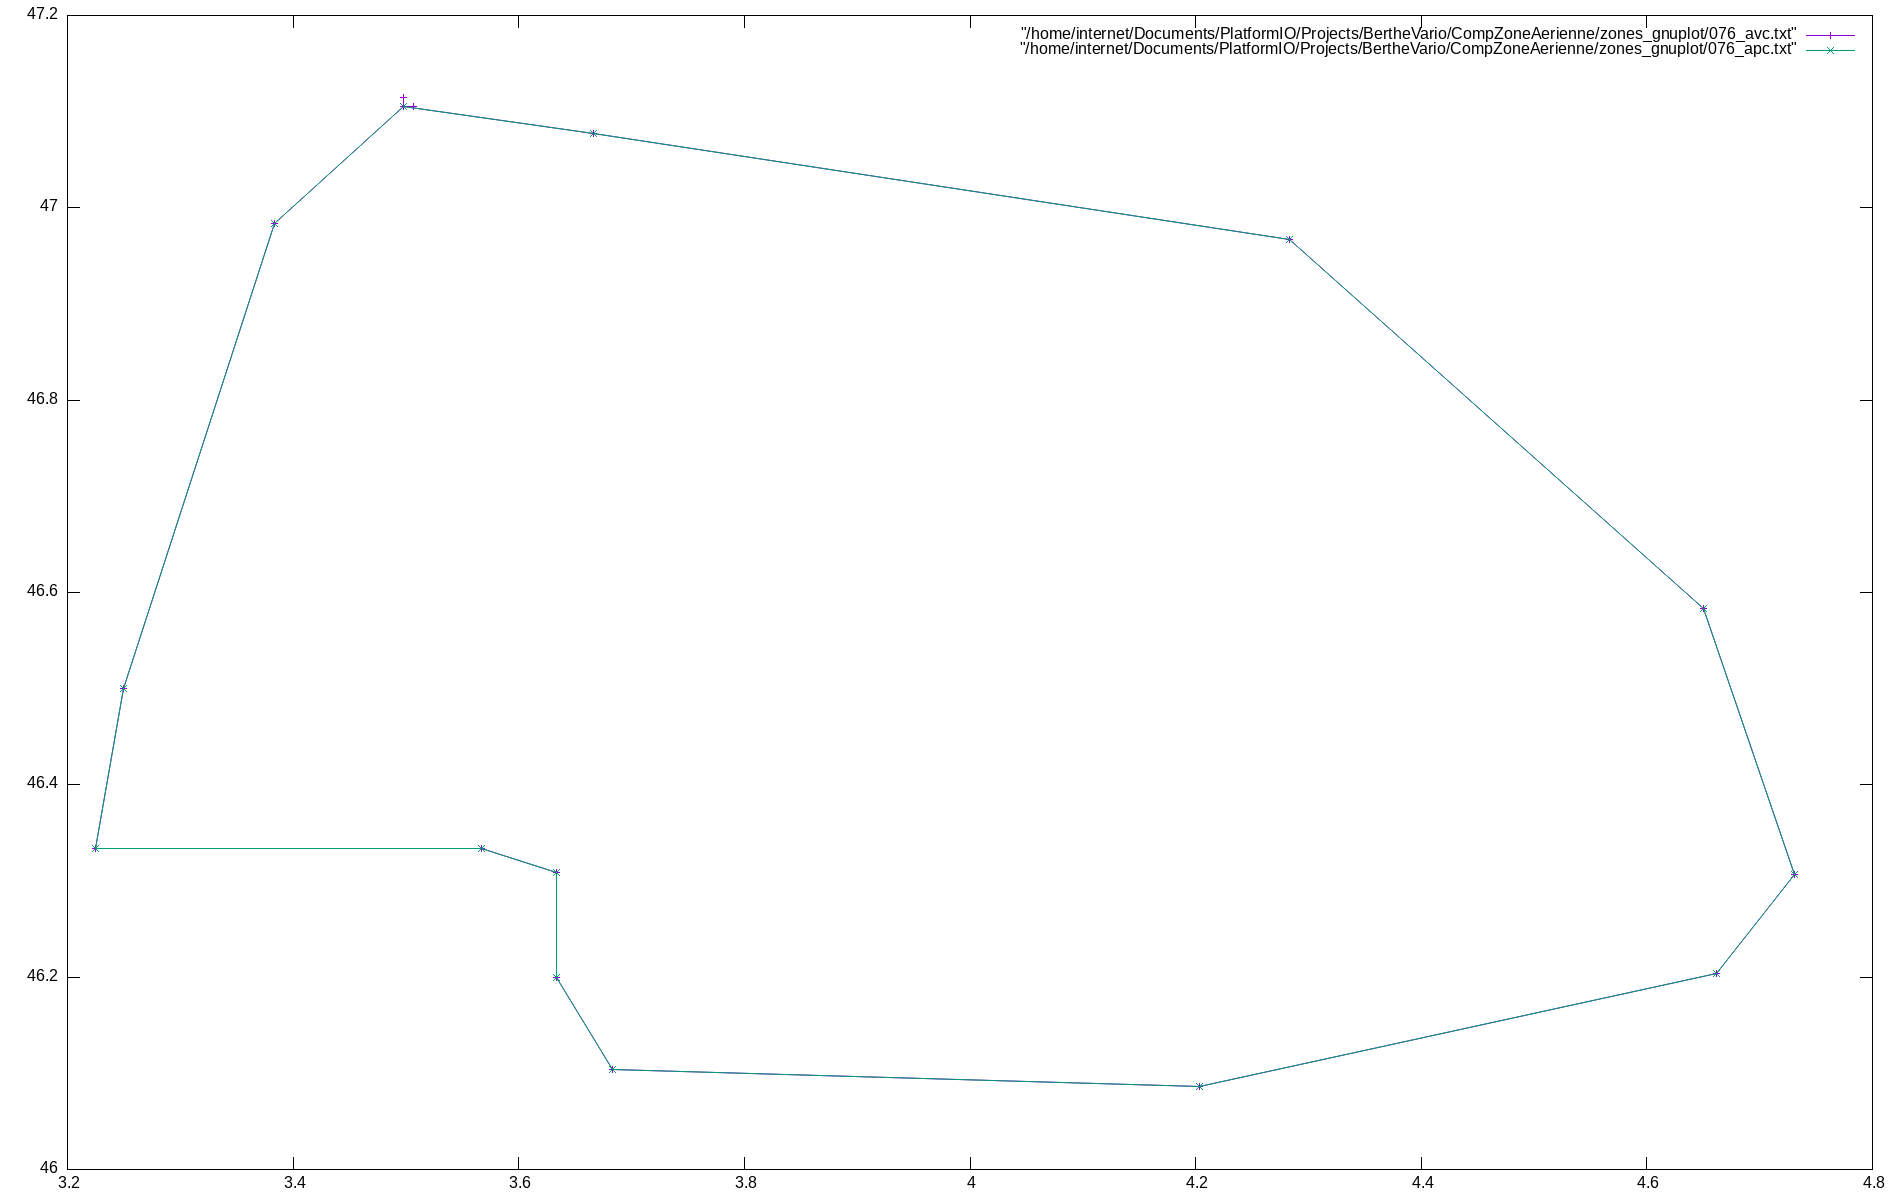 "/home/internet/Documents/PlatformIO/Projects/BertheVario/CompZoneAerienne/zones_gnuplot/076_avc.txt"
"/home/internet/Documents/PlatformIO/Projects/BertheVario/CompZoneAerienne/zones_gnuplot/076_apc.txt"
47.2
47
46.8
46.6
46.4
46.2
46
3.2 3.4 3.6 3.8 4 4.2 4.4 4.6 4.8